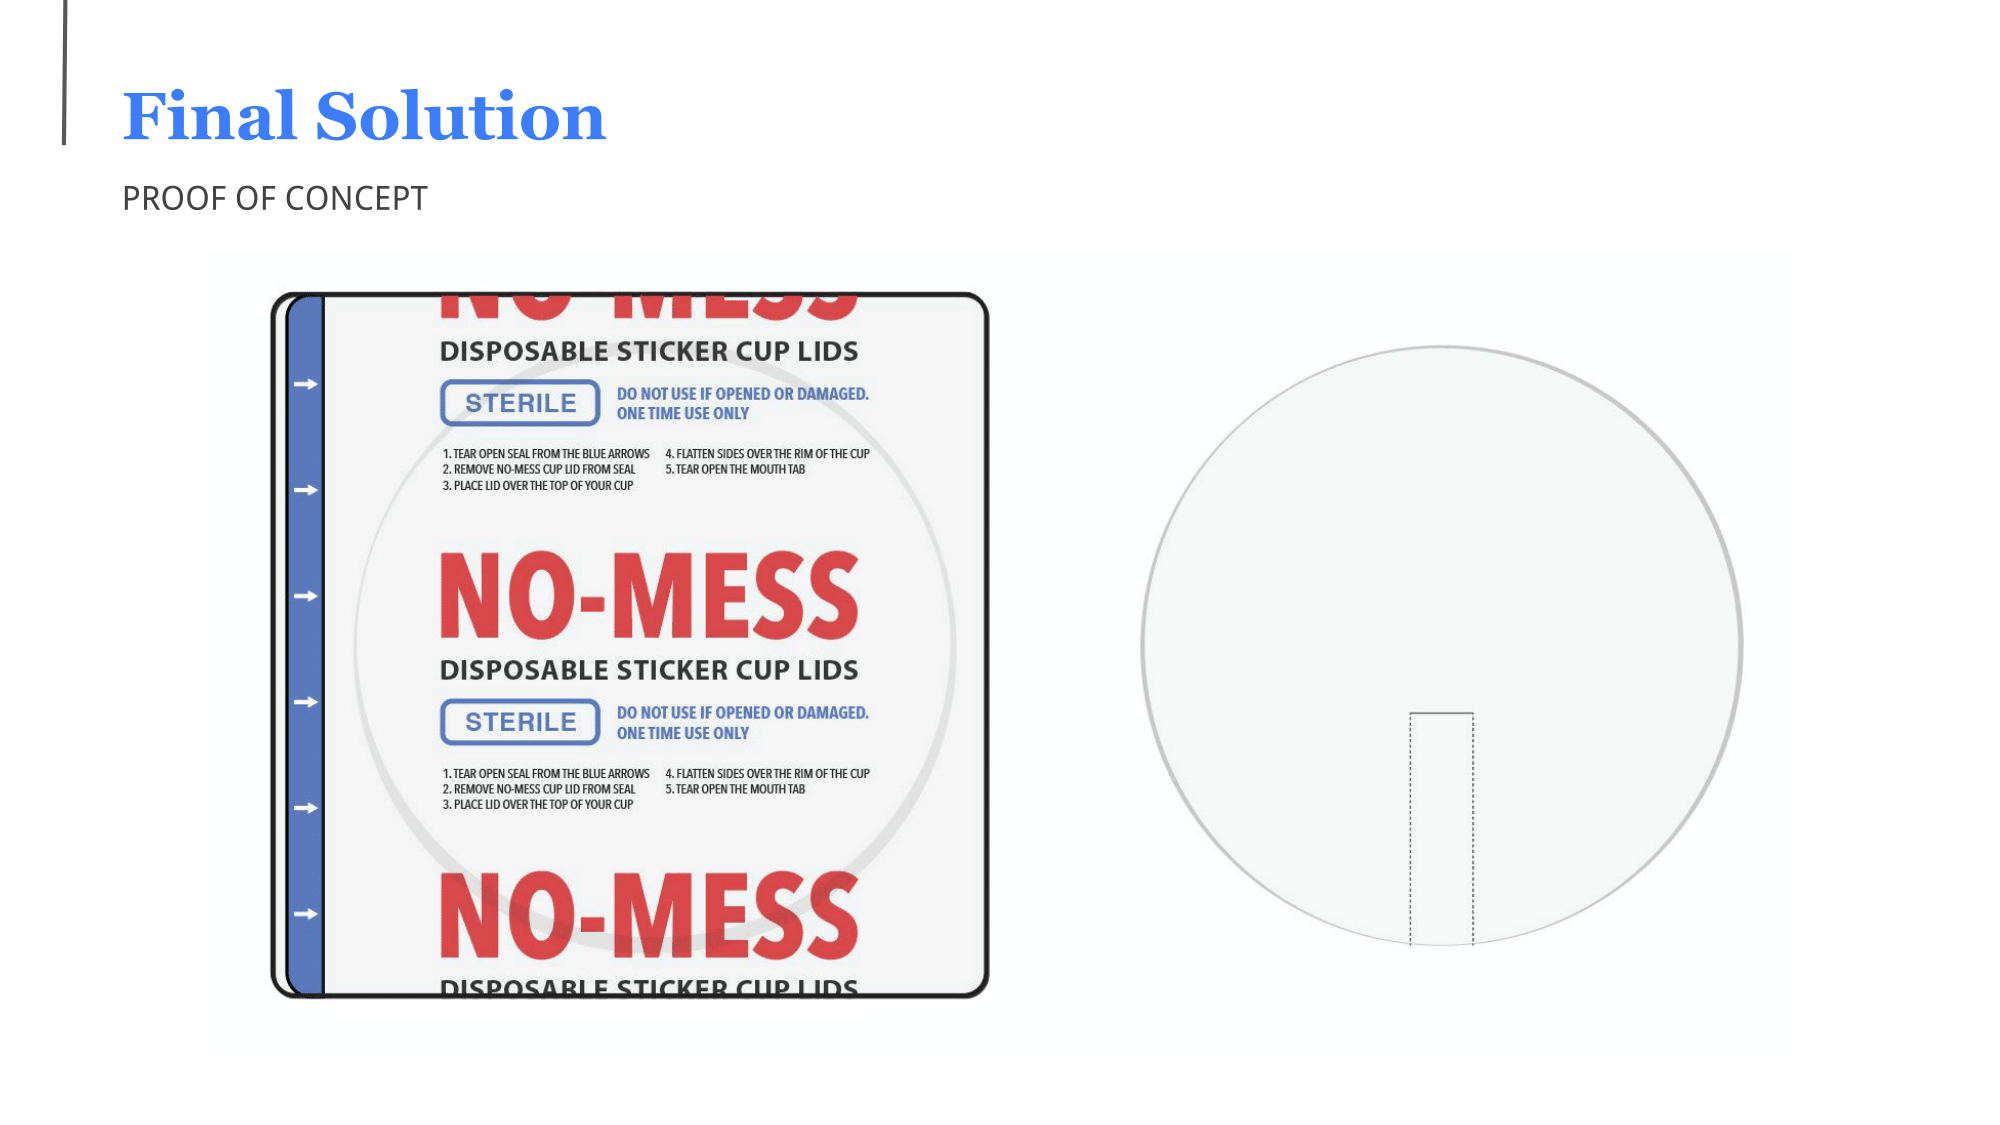 Final Solution
PROOF OF CONCEPT
NO-MESS
DISPOSABLE STICKER CUP LIDS
STERILE
DO NOT USE IF OPENED OR DAMAGED.
ONE TIME USE ONLY
1. TEAR OPEN SEAL FROM THE BLUE ARROWS
2. REMOVE NO-MESS CUP LID FROM SEAL
3. PLACE LID OVER THE TOP OF YOUR CUP
4. FLATTEN SIDES OVER THE RIM OF THE CUP
5. TEAR OPEN THE MOUTH TAB
NO-MESS
DISPOSABLE STICKER CUP LIDS
STERILE
DO NOT USE IF OPENED OR DAMAGED.
ONE TIME USE ONLY
1. TEAR OPEN SEAL FROM THE BLUE ARROWS
2. REMOVE NO-MESS CUP LID FROM SEAL
3. PLACE LID OVER THE TOP OF YOUR CUP
4. FLATTEN SIDES OVER THE RIM OF THE CUP
5. TEAR OPEN THE MOUTH TAB
NO-MESS
DISPOSABLE STICKER CUP LIDS